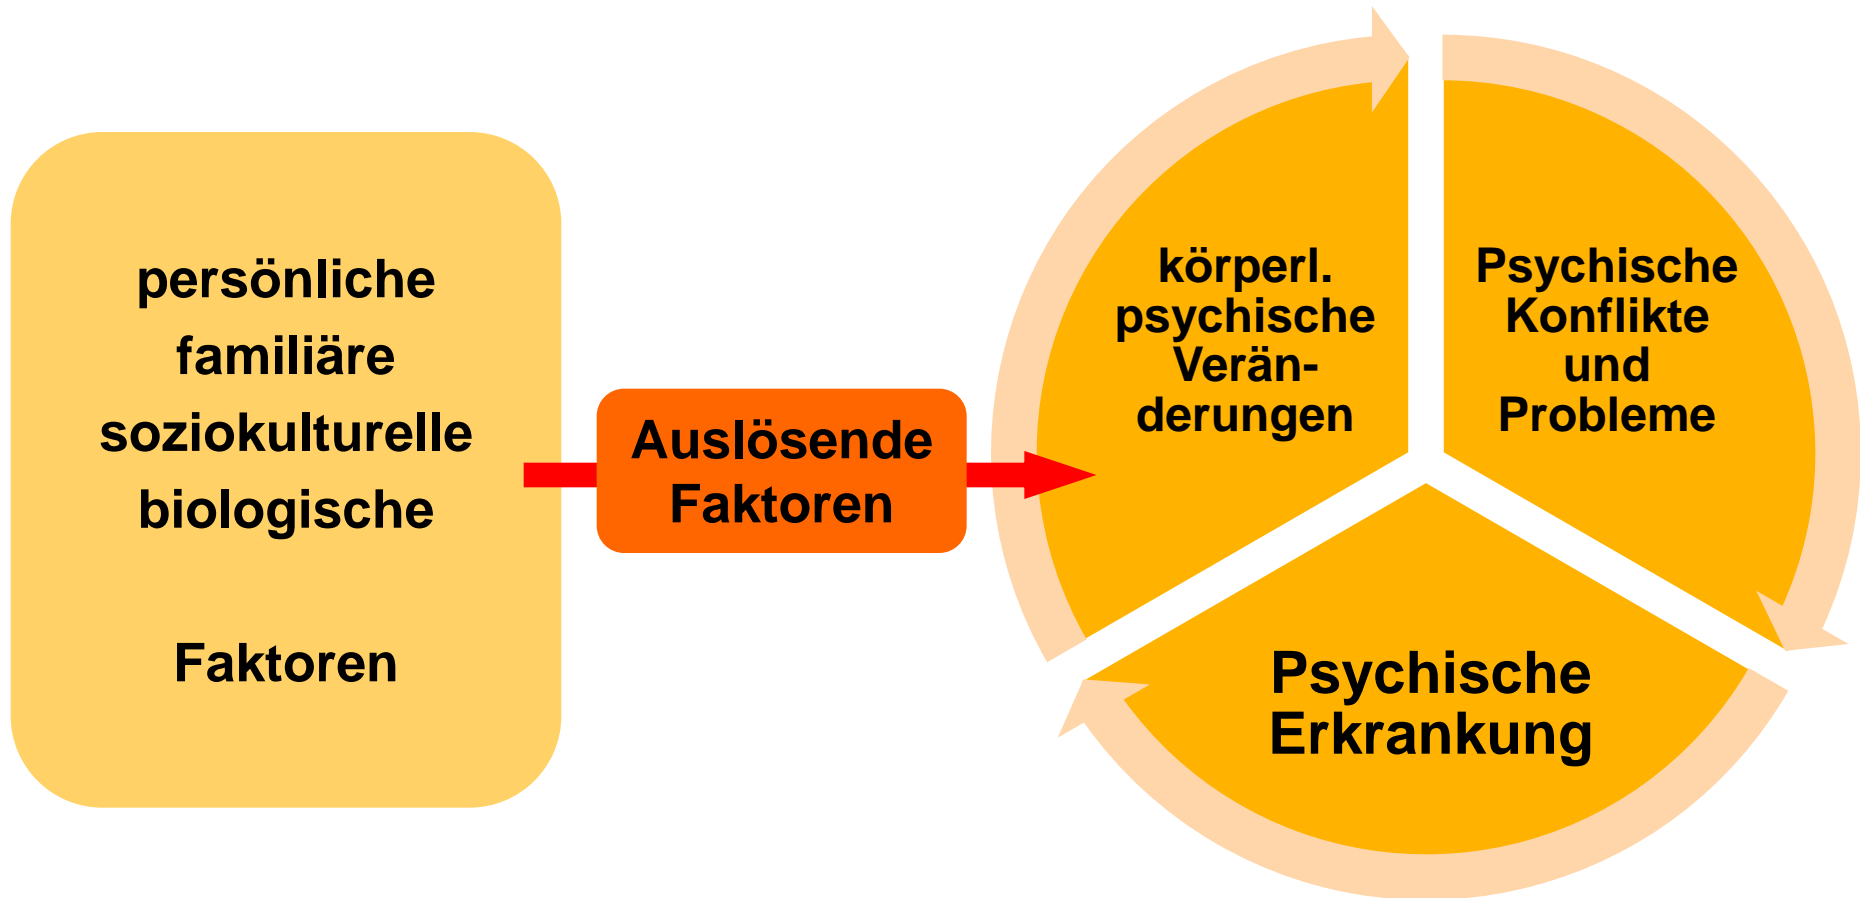 persönliche
familiäre
soziokulturelle
biologische
Faktoren
Auslösende
Faktoren
körperl.
psychische
Verän-
derungen
Psychische
Konflikte
und
Probleme
Psychische
Erkrankung